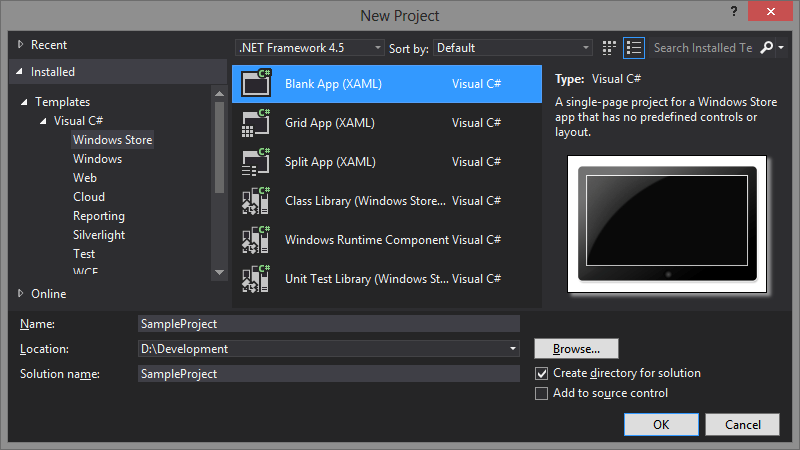 New Project
? ×
Recent
.NET Framework 4.5
Sort by: Default
Search Installed Te
Installed
Templates
Visual C#
Windows Store
Windows
Web
Cloud
Reporting
Silverlight
Test
WCF
Online
C# Blank App (XAML) Visual C#
C# Grid App (XAML) Visual C#
C# Split App (XAML) Visual C#
C# Class Library (Windows Store... Visual C#
C# Windows Runtime Component Visual C#
C# Unit Test Library (Windows St... Visual C#
Type: Visual C#
A single-page project for a Windows Store
app that has no predefined controls or
layout.
Name: SampleProject
Location: D:\Development
Browse...
Solution name: SampleProject
Create directory for solution
Add to source control
OK Cancel